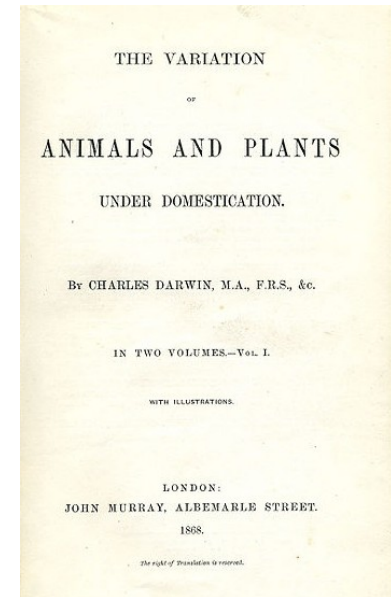 THE VARIATION
OF
ANIMALS AND PLANTS
UNDER DOMESTICATION.
BY CHARLES DARWIN, M.A., F.R.S., &c.
IN TWO VOLUMES.—VOL. I.
WITH ILLUSTRATIONS.
LONDON:
JOHN MURRAY, ALBEMARLE STREET.
1868.
The right of Translation is reserved.